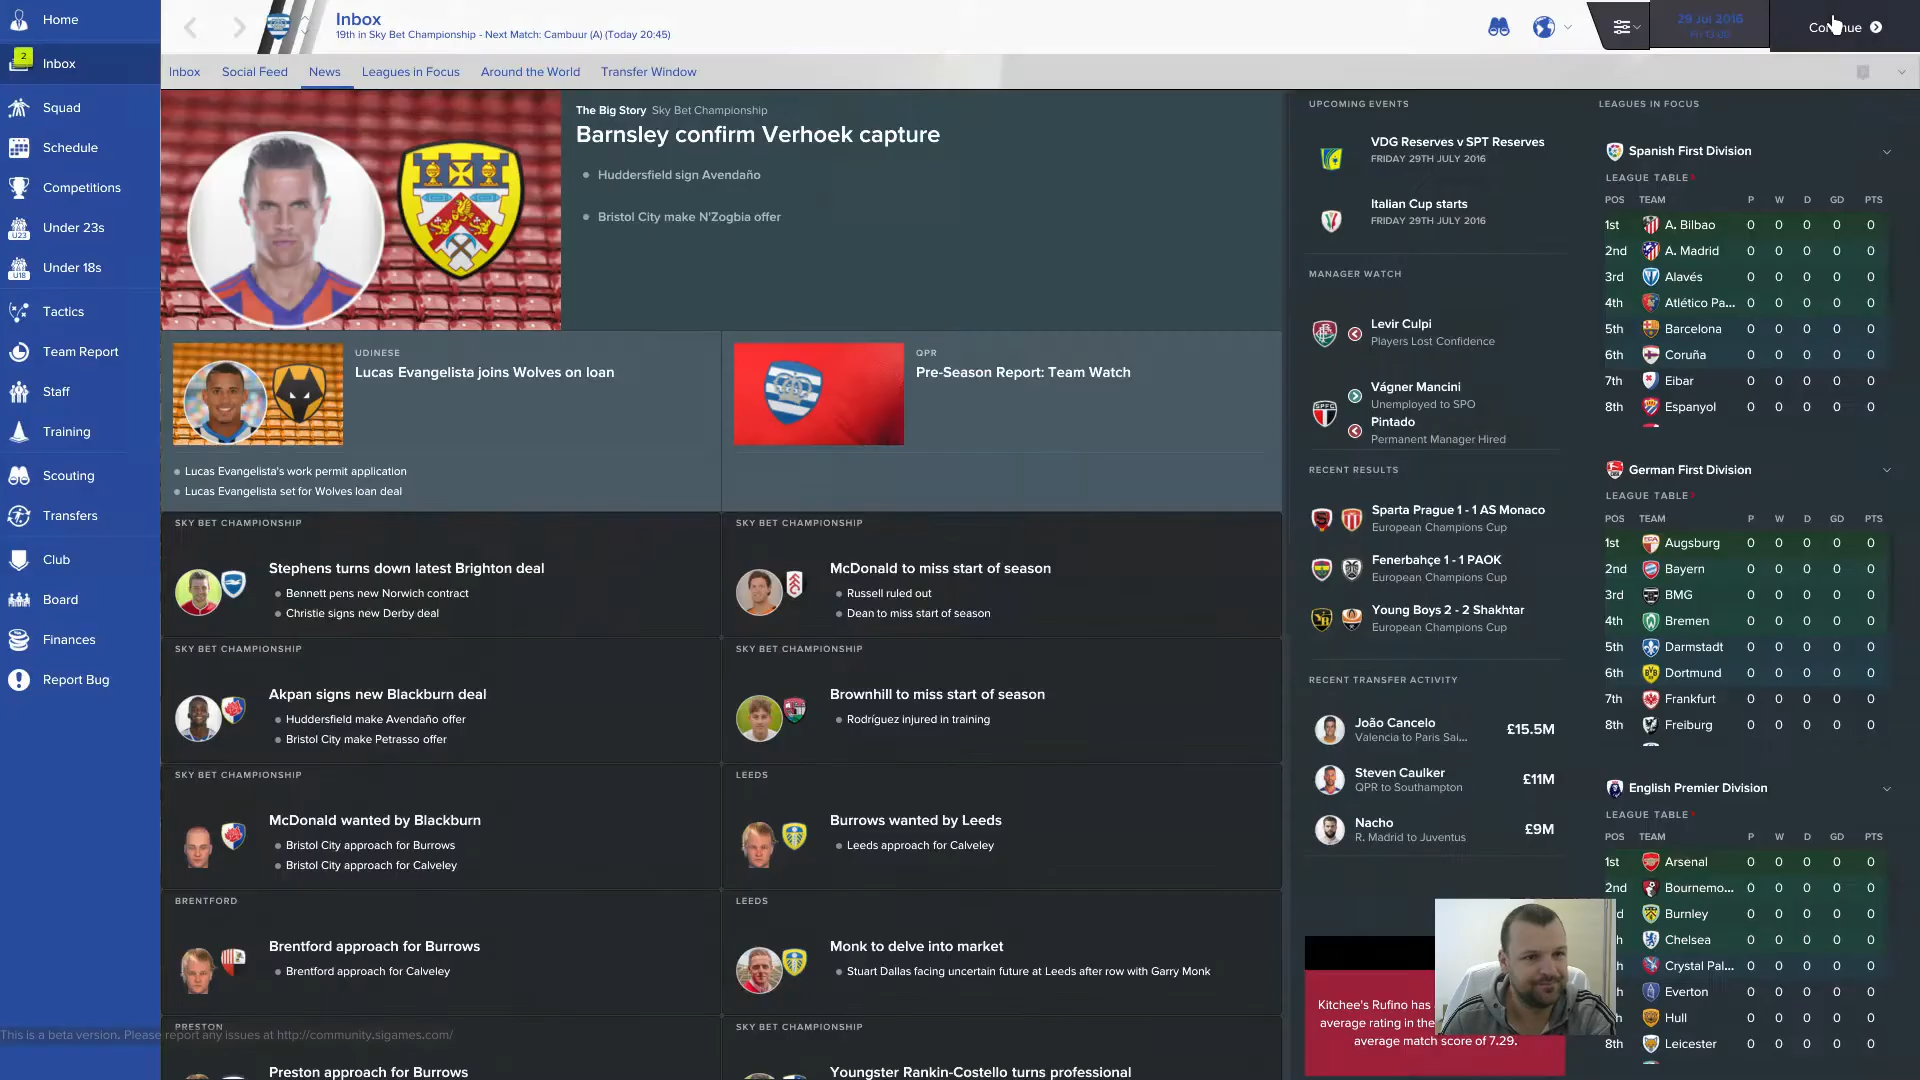 Home
2
Inbox
Squad
Schedule
Competitions
Under 23s
Under 18s
Tactics
Team Report
Staff
Training
Scouting
Transfers
Club
Board
Finances
Report Bug
This is a beta version. Please report any issues at http://community.sigames.com/
Inbox
19th in Sky Bet Championship - Next Match: Cambuur (A) (Today 20:45)
29 Jul 2016
Inbox Social Feed News Leagues in Focus Around the World Transfer Window
The Big Story Sky Bet Championship
Barnsley confirm Verhoek capture
Huddersfield sign Avendaño
Bristol City make N'Zogbia offer
UDINESE
Lucas Evangelista joins Wolves on loan
Lucas Evangelista's work permit application
Lucas Evangelista set for Wolves loan deal
QPR
Pre-Season Report: Team Watch
SKY BET CHAMPIONSHIP
Stephens turns down latest Brighton deal
Bennett pens new Norwich contract
Christie signs new Derby deal
SKY BET CHAMPIONSHIP
McDonald to miss start of season
Russell ruled out
Dean to miss start of season
SKY BET CHAMPIONSHIP
Akpan signs new Blackburn deal
Huddersfield make Avendaño offer
Bristol City make Petrasso offer
SKY BET CHAMPIONSHIP
Brownhill to miss start of season
Rodríguez injured in training
SKY BET CHAMPIONSHIP
McDonald wanted by Blackburn
Bristol City approach for Burrows
Bristol City approach for Calveley
LEEDS
Burrows wanted by Leeds
Leeds approach for Calveley
BRENTFORD
Brentford approach for Burrows
Brentford approach for Calveley
LEEDS
Monk to delve into market
Stuart Dallas facing uncertain future at Leeds after row with Garry Monk
PRESTON
Preston approach for Burrows
SKY BET CHAMPIONSHIP
Youngster Rankin-Costello turns professional
UPCOMING EVENTS
VDG Reserves v SPT Reserves
FRIDAY 29TH JULY 2016
Italian Cup starts
FRIDAY 29TH JULY 2016
MANAGER WATCH
Levir Culpi
Players Lost Confidence
Vágner Mancini
Unemployed to SPO
Pintado
Permanent Manager Hired
RECENT RESULTS
Sparta Prague 1 - 1 AS Monaco
European Champions Cup
Fenerbahçe 1 - 1 PAOK
European Champions Cup
Young Boys 2 - 2 Shakhtar
European Champions Cup
RECENT TRANSFER ACTIVITY
João Cancelo £15.5M
Valencia to Paris Sai...
Steven Caulker £11M
QPR to Southampton
Nacho £9M
R. Madrid to Juventus
Kitchee's Rufino has
average rating in the
average match score of 7.29.
LEAGUES IN FOCUS
Spanish First Division
LEAGUE TABLE
POS TEAM P W D GD PTS
1st A. Bilbao 0 0 0 0 0
2nd A. Madrid 0 0 0 0 0
3rd Alavés 0 0 0 0 0
4th Atlético Pa... 0 0 0 0 0
5th Barcelona 0 0 0 0 0
6th Coruña 0 0 0 0 0
7th Eibar 0 0 0 0 0
8th Espanyol 0 0 0 0 0
German First Division
LEAGUE TABLE
POS TEAM P W D GD PTS
1st Augsburg 0 0 0 0 0
2nd Bayern 0 0 0 0 0
3rd BMG 0 0 0 0 0
4th Bremen 0 0 0 0 0
5th Darmstadt 0 0 0 0 0
6th Dortmund 0 0 0 0 0
7th Frankfurt 0 0 0 0 0
8th Freiburg 0 0 0 0 0
English Premier Division
LEAGUE TABLE
POS TEAM P W D GD PTS
1st Arsenal 0 0 0 0 0
2nd Bournemo... 0 0 0 0 0
d Burnley 0 0 0 0 0
h Chelsea 0 0 0 0 0
h Crystal Pal... 0 0 0 0 0
h Everton 0 0 0 0 0
h Hull 0 0 0 0 0
8th Leicester 0 0 0 0 0